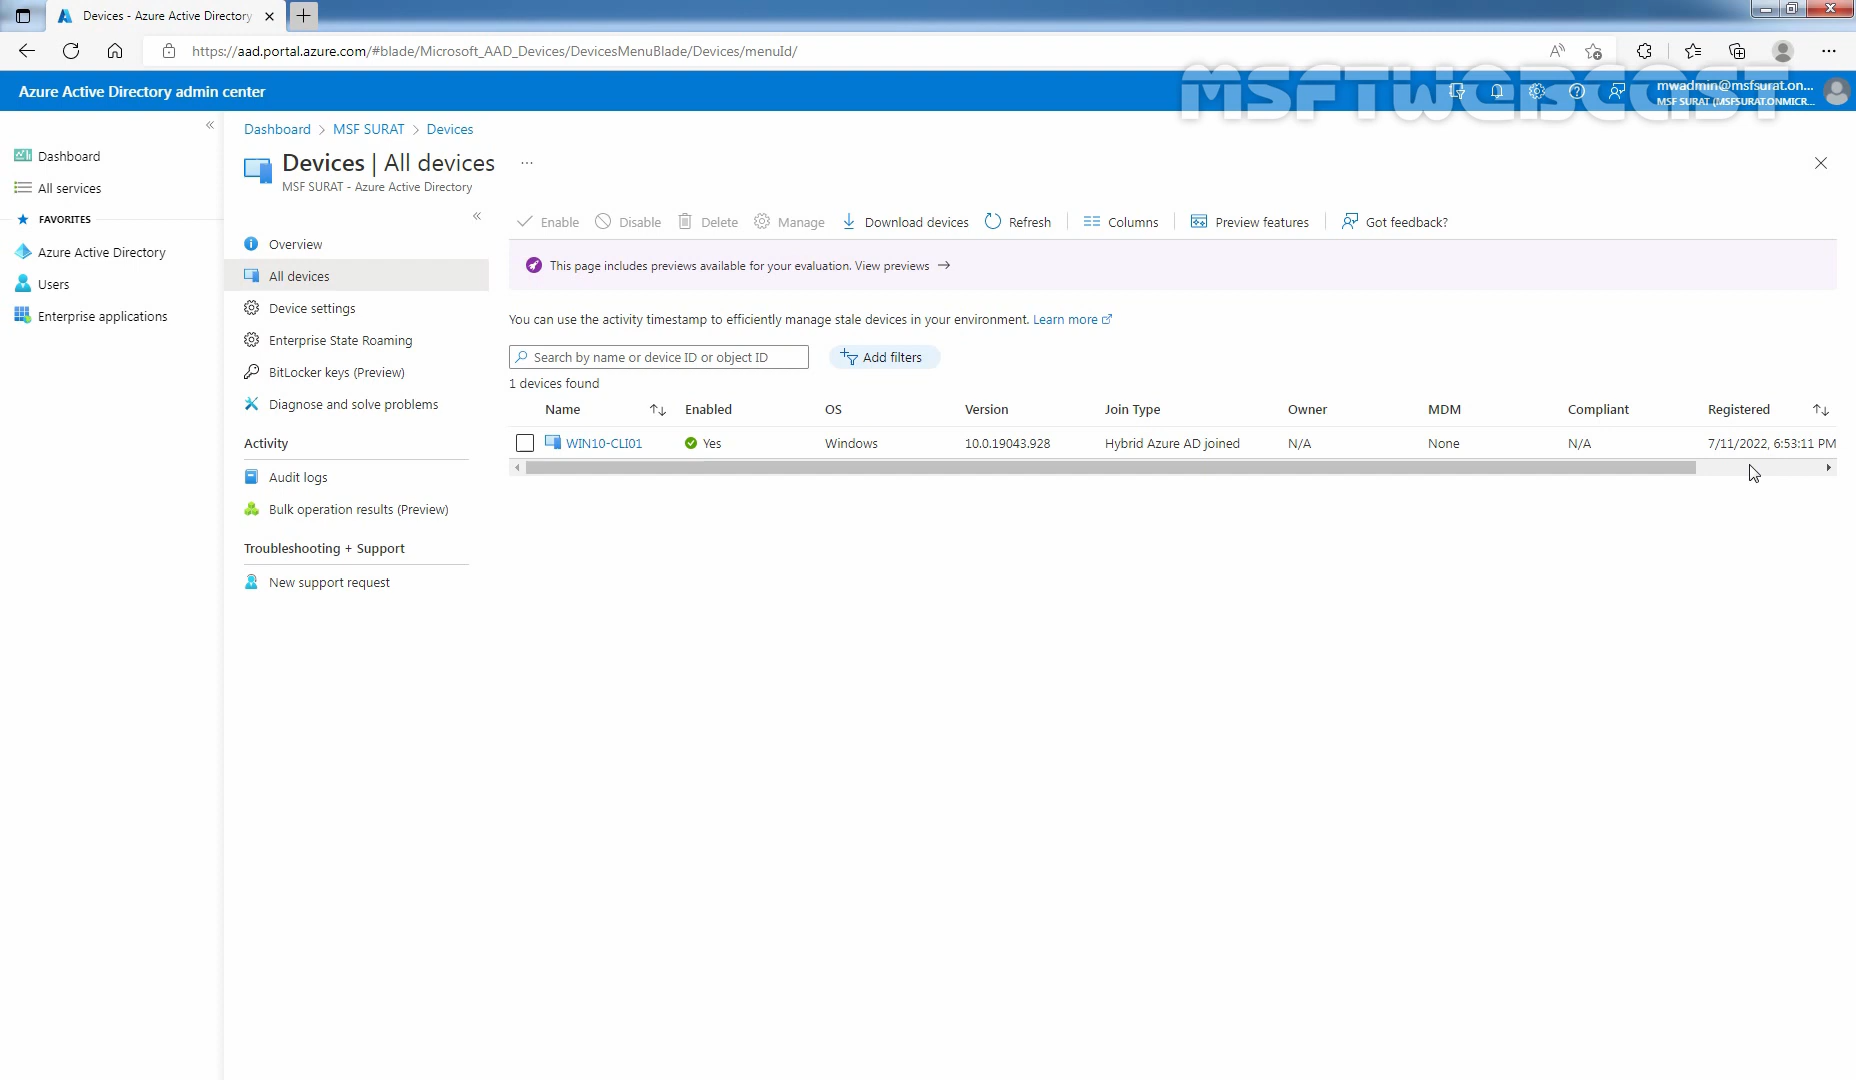 Devices - Azure Active Directory
https://aad.portal.azure.com/#blade/Microsoft_AAD_Devices/DevicesMenuBlade/Devices/menuId/
Azure Active Directory admin center
MSFTWEBCAST
mwadmin@msfsurat.on...
MSF SURAT (MSFSURAT.ONMICR...
Dashboard
All services
FAVORITES
Azure Active Directory
Users
Enterprise applications
Dashboard > MSF SURAT > Devices
Devices | All devices ...
MSF SURAT - Azure Active Directory
Overview
All devices
Device settings
Enterprise State Roaming
BitLocker keys (Preview)
Diagnose and solve problems
Activity
Audit logs
Bulk operation results (Preview)
Troubleshooting + Support
New support request
Enable Disable Delete Manage Download devices Refresh Columns Preview features Got feedback?
This page includes previews available for your evaluation. View previews →
You can use the activity timestamp to efficiently manage stale devices in your environment. Learn more
Search by name or device ID or object ID Add filters
1 devices found
Name Enabled OS Version Join Type Owner MDM Compliant Registered
WIN10-CLI01 Yes Windows 10.0.19043.928 Hybrid Azure AD joined N/A None N/A 7/11/2022, 6:53:11 PM